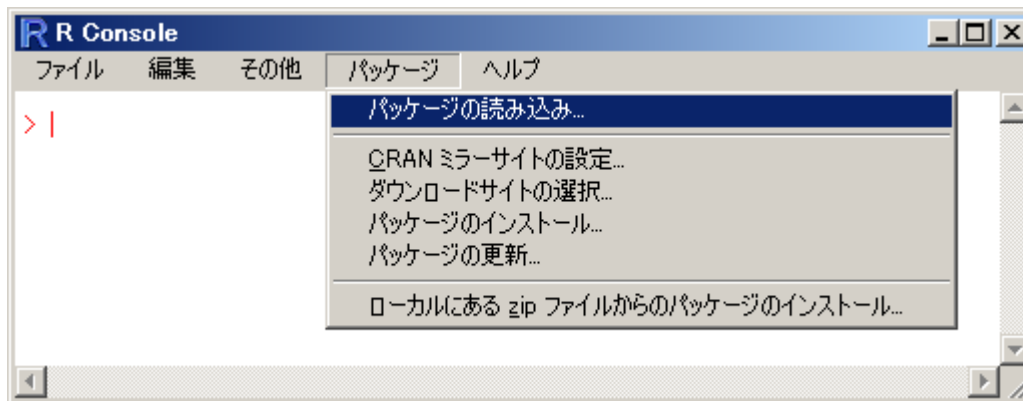 R Console
ファイル 編集 その他 パッケージ ヘルプ
> 
パッケージの読み込み...
CRAN ミラーサイトの設定...
ダウンロードサイトの選択...
パッケージのインストール...
パッケージの更新...
ローカルにある zip ファイルからのパッケージのインストール...